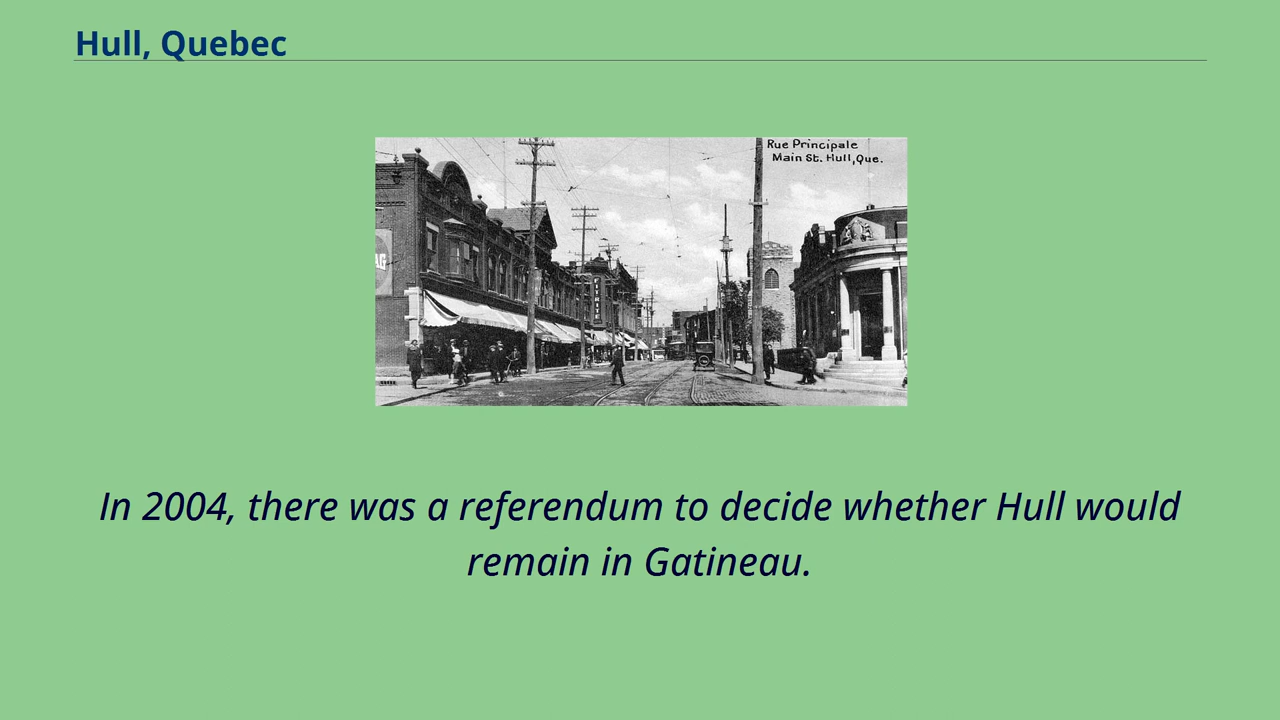 Hull, Quebec
Rue Principale
Main St. Hull, Que.
In 2004, there was a referendum to decide whether Hull would
remain in Gatineau.